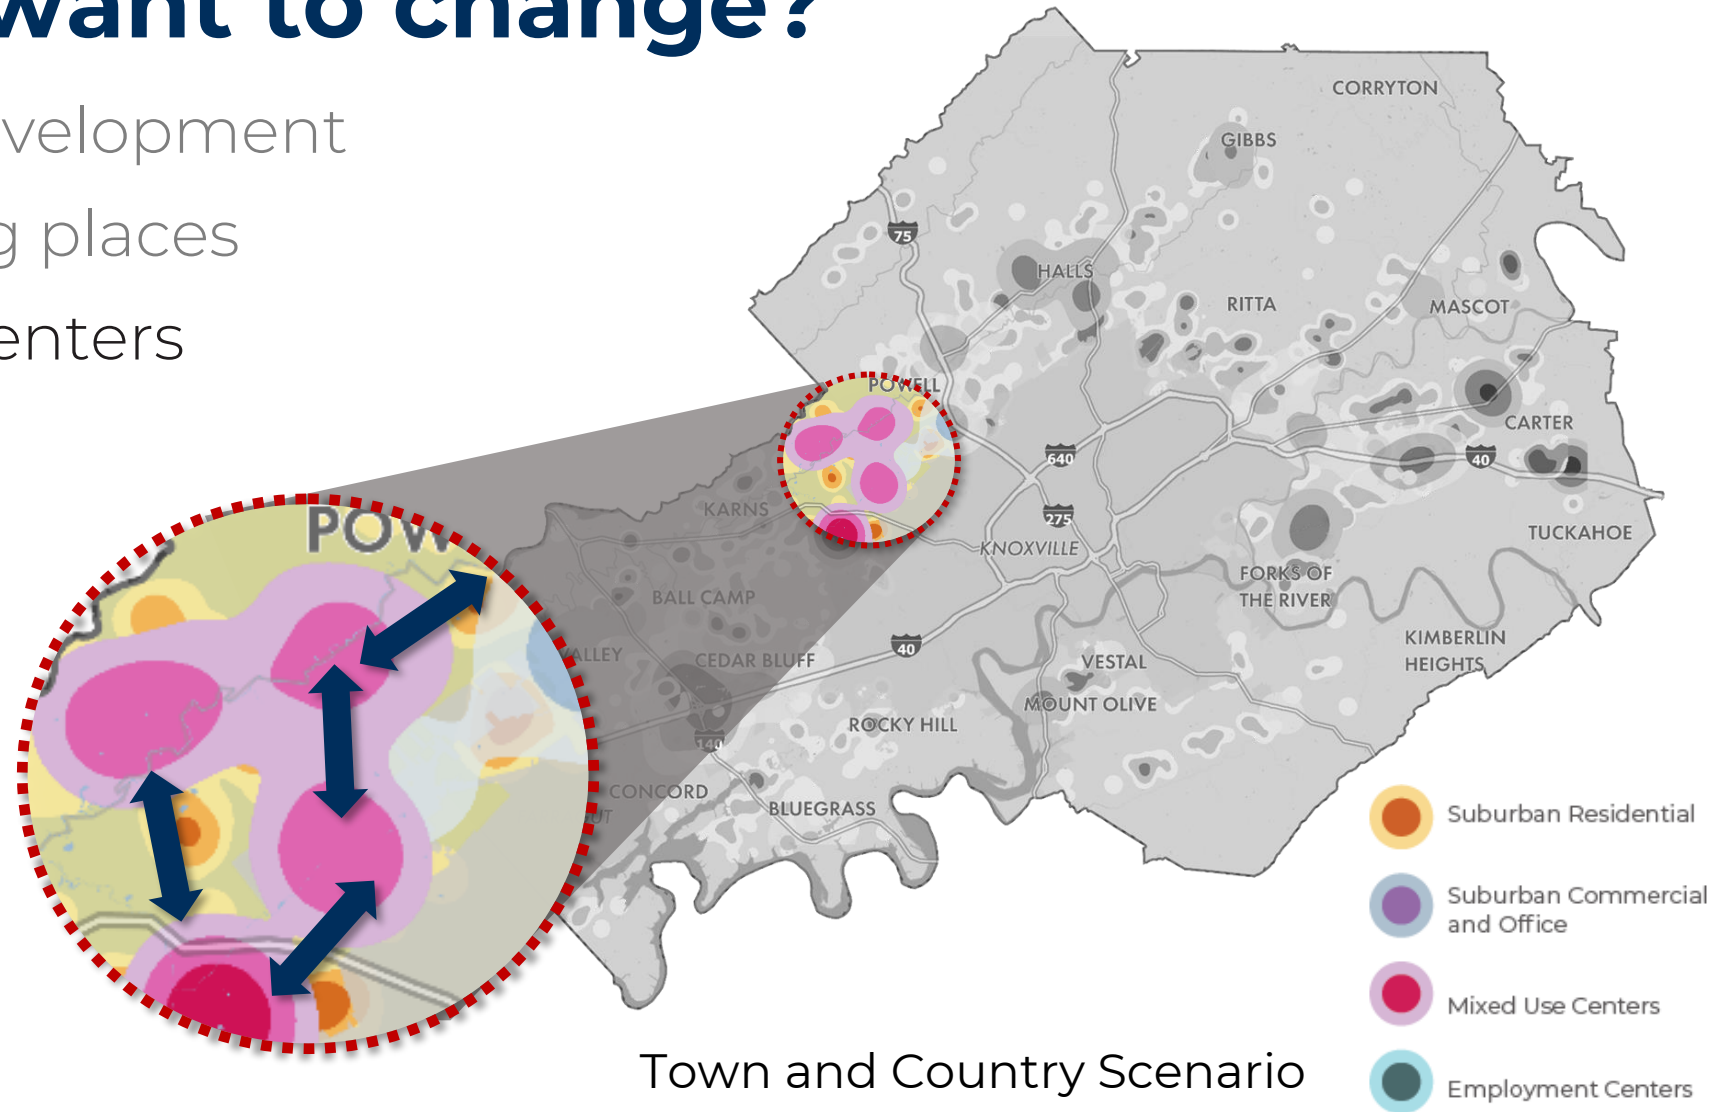 want to change?
velopment
g places
enters
CORRYTON
GIBBS
75
HALLS
RITTA
MASCOT
POWELL
CARTER
640
40
KARNS
275
KNOXVILLE
TUCKAHOE
POW
BALL CAMP
FORKS OF
THE RIVER
VALLEY
CEDAR BLUFF
40
VESTAL
KIMBERLIN
HEIGHTS
MOUNT OLIVE
ROCKY HILL
140
CONCORD
BLUEGRASS
UT
Suburban Residential
Suburban Commercial
and Office
Mixed Use Centers
Employment Centers
Town and Country Scenario